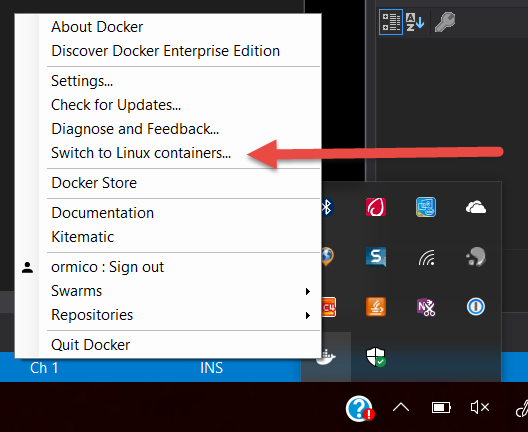 About Docker
Discover Docker Enterprise Edition
Settings...
Check for Updates...
Diagnose and Feedback...
Switch to Linux containers...
Docker Store
Documentation
Kitematic
ormico : Sign out
Swarms
Repositories
Quit Docker
Ch 1
INS